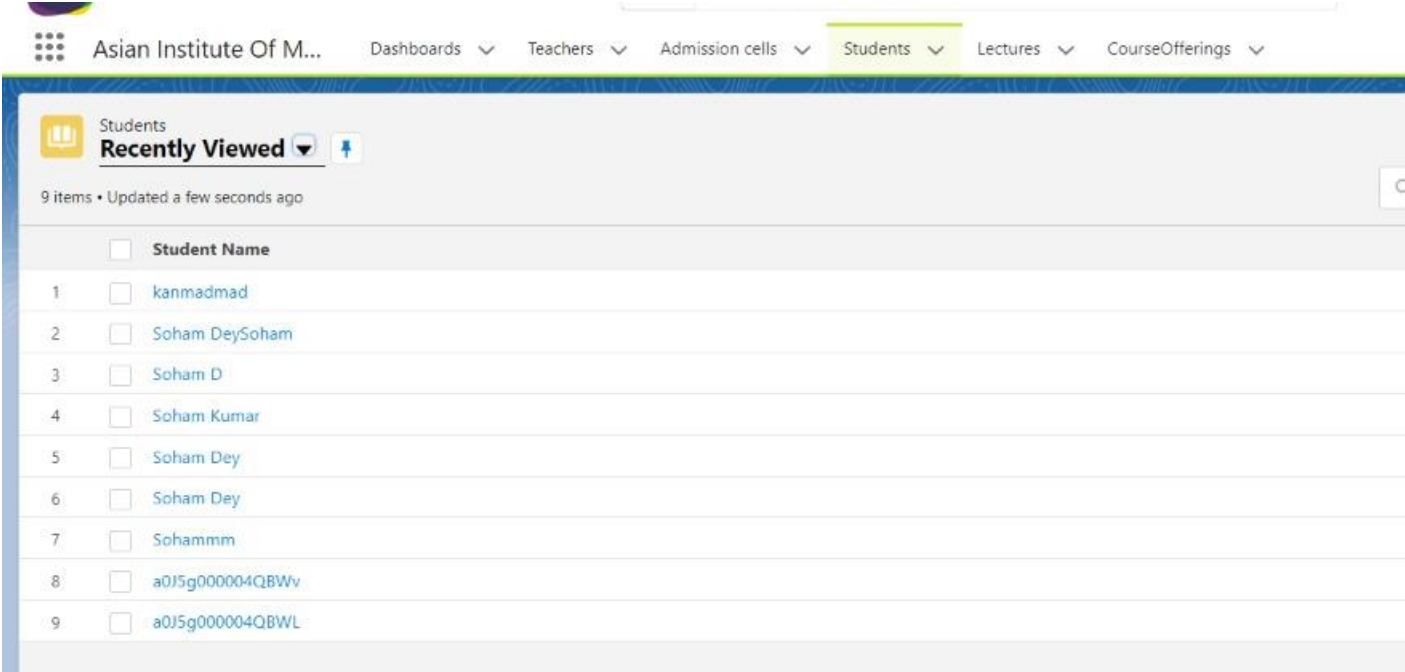 Asian Institute Of M... Dashboards Teachers Admission cells Students Lectures CourseOfferings
Students
Recently Viewed
9 items • Updated a few seconds ago
Student Name
1 kanmadmad
2 Soham DeySoham
3 Soham D
4 Soham Kumar
5 Soham Dey
6 Soham Dey
7 Sohammm
8 a0J5g000004QBWv
9 a0J5g000004QBWL